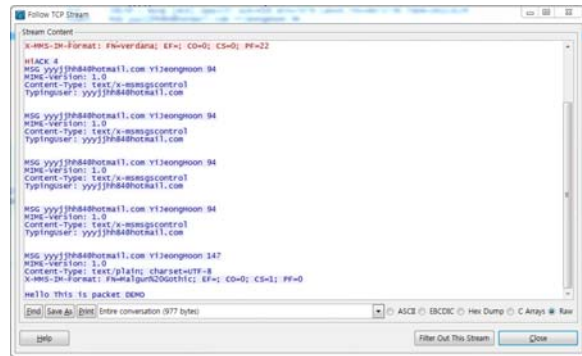 Follow TCP Stream
Stream Content
X-MMS-IM-Format: FN=Verdana; EF=; CO=0; CS=0; PF=22
HiACK 4
MSG yyyjjhh84@hotmail.com YiJeongMoon 94
MIME-Version: 1.0
Content-Type: text/x-msmsgscontrol
TypingUser: yyyjjhh84@hotmail.com
MSG yyyjjhh84@hotmail.com YiJeongMoon 94
MIME-Version: 1.0
Content-Type: text/x-msmsgscontrol
TypingUser: yyyjjhh84@hotmail.com
MSG yyyjjhh84@hotmail.com YiJeongMoon 94
MIME-Version: 1.0
Content-Type: text/x-msmsgscontrol
TypingUser: yyyjjhh84@hotmail.com
MSG yyyjjhh84@hotmail.com YiJeongMoon 94
MIME-Version: 1.0
Content-Type: text/x-msmsgscontrol
TypingUser: yyyjjhh84@hotmail.com
MSG yyyjjhh84@hotmail.com YiJeongMoon 147
MIME-Version: 1.0
Content-Type: text/plain; charset=UTF-8
X-MMS-IM-Format: FN=Malgun%20Gothic; EF=; CO=0; CS=1; PF=0
Hello This is packet DEMO
Find Save As Print Entire conversation (977 bytes) ASCII EBCDIC Hex Dump C Arrays Raw
Help Filter Out This Stream Close